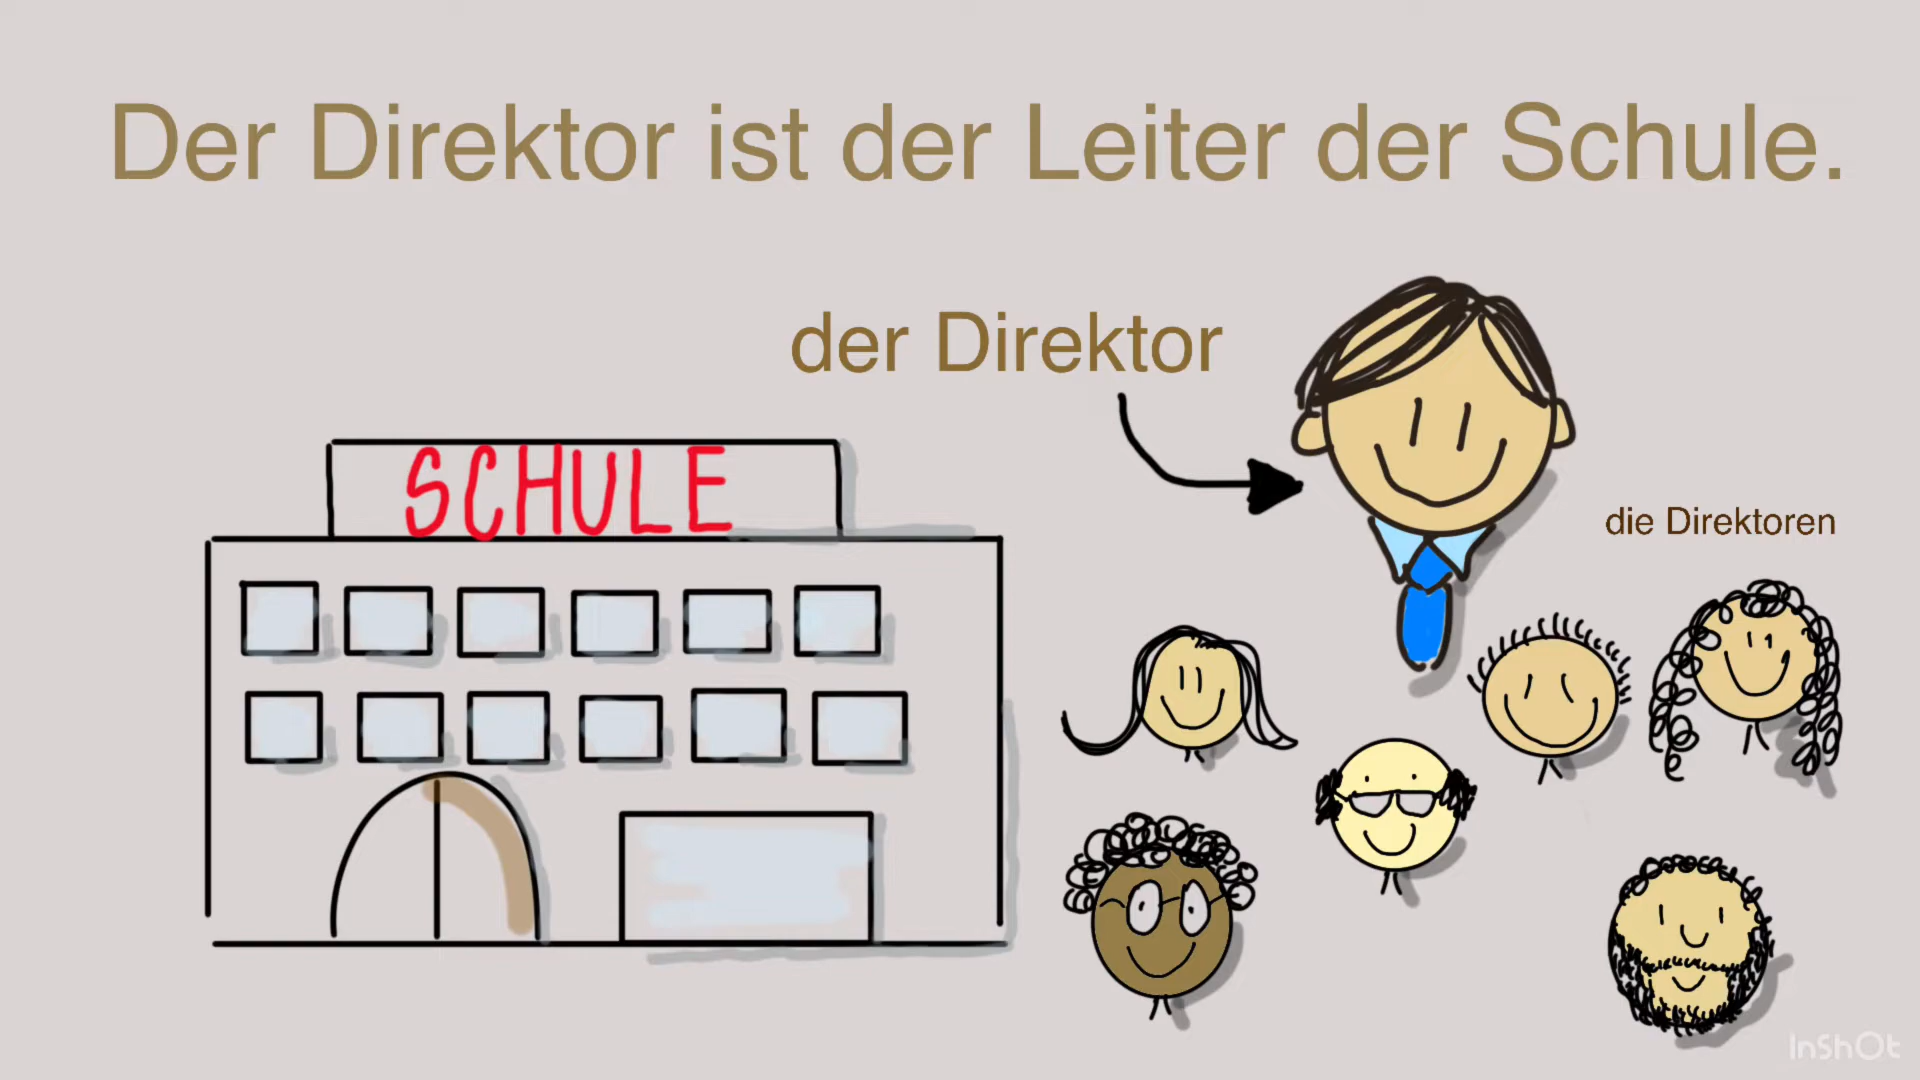 Der Direktor ist der Leiter der Schule.
der Direktor
SCHULE
die Direktoren
InShOt